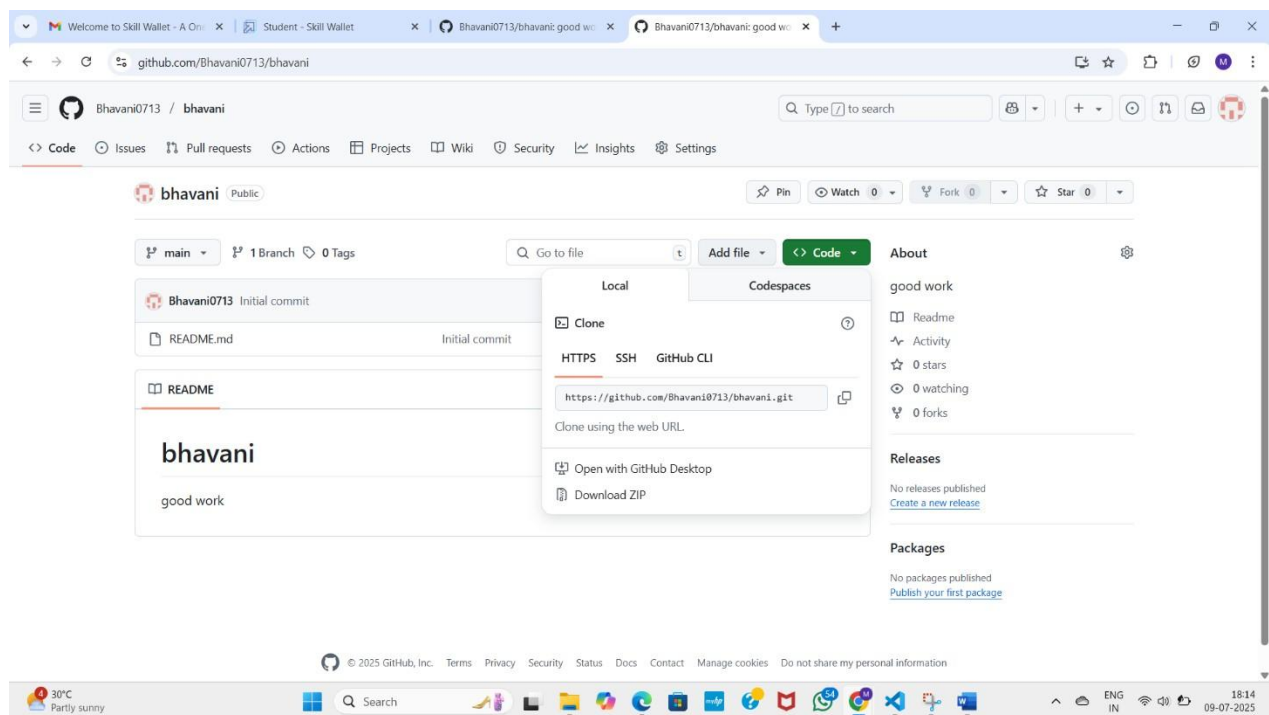 Welcome to Skill Wallet - A On
Student - Skill Wallet
Bhavani0713/bhavani: good wo
Bhavani0713/bhavani: good wo
github.com/Bhavani0713/bhavani
M
Bhavani0713 / bhavani
Type / to search
Code
Issues
Pull requests
Actions
Projects
Wiki
Security
Insights
Settings
bhavani Public
Pin
Watch 0
Fork 0
Star 0
main
1 Branch
0 Tags
Go to file t
Add file
Code
About
Local
Codespaces
good work
Bhavani0713 Initial commit
Clone
Readme
README.md
Initial commit
Activity
HTTPS SSH GitHub CLI
0 stars
README
https://github.com/Bhavani0713/bhavani.git
0 watching
Clone using the web URL.
0 forks
bhavani
Releases
Open with GitHub Desktop
No releases published
good work
Download ZIP
Create a new release
Packages
No packages published
Publish your first package
© 2025 GitHub, Inc. Terms Privacy Security Status Docs Contact Manage cookies Do not share my personal information
4
30°C
Partly sunny
Search
54
M
ENG
IN
18:14
09-07-2025